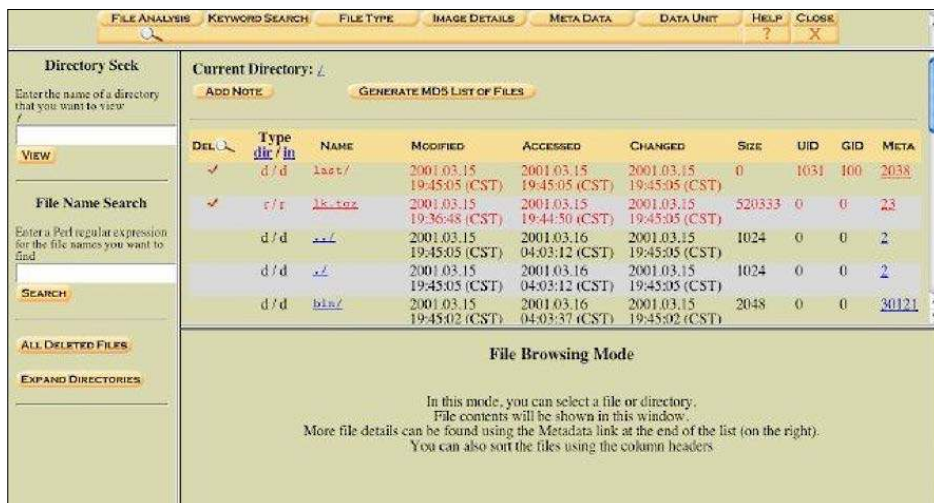 FILE ANALYSIS KEYWORD SEARCH FILE TYPE IMAGE DETAILS META DATA DATA UNIT HELP CLOSE
? X
Directory Seek
Enter the name of a directory
that you want to view
/
VIEW
File Name Search
Enter a Perl regular expression
for the file names you want to
find
SEARCH
ALL DELETED FILES
EXPAND DIRECTORIES
Current Directory: /
ADD NOTE GENERATE MD5 LIST OF FILES
DEL Type NAME MODIFIED ACCESSED CHANGED SIZE UID GID META
dir / in
d / d last/ 2001.03.15 2001.03.15 2001.03.15 0 1031 100 2038
19:45:05 (CST) 19:45:05 (CST) 19:45:05 (CST)
r / r lk.tgz 2001.03.15 2001.03.15 2001.03.15 520333 0 0 23
19:36:48 (CST) 19:44:50 (CST) 19:45:05 (CST)
d / d ../ 2001.03.15 2001.03.16 2001.03.15 1024 0 0 2
19:45:05 (CST) 04:03:12 (CST) 19:45:05 (CST)
d / d ./ 2001.03.15 2001.03.16 2001.03.15 1024 0 0 2
19:45:05 (CST) 04:03:12 (CST) 19:45:05 (CST)
d / d bin/ 2001.03.15 2001.03.16 2001.03.15 2048 0 0 30121
19:45:02 (CST) 04:03:37 (CST) 19:45:02 (CST)
File Browsing Mode
In this mode, you can select a file or directory.
File contents will be shown in this window.
More file details can be found using the Metadata link at the end of the list (on the right).
You can also sort the files using the column headers